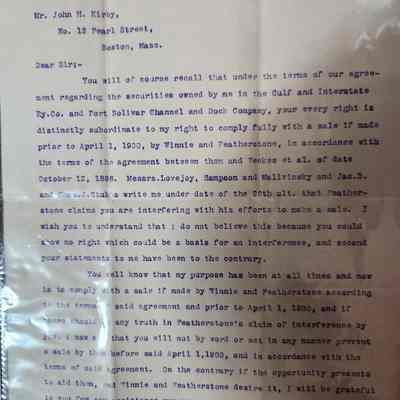 Mr. John H. Kirby,
No. 12 Pearl Street,
Boston, Mass.
Dear Sir;-
You will of course recall that under the terms of our agree-
ment regarding the securities owned by me in the Gulf and Interstate
Ry.Co. and Port Bolivar Channel and Dock Company, your every right is
distinctly subordinate to my right to comply fully with a sale if made
prior to April 1, 1900, by Winnie and Featherstone, in accordance with
the terms of the agreement between them and Weekes et al. of date
October 12, Messrs.Lovejoy, Sampson and Malivinsky and Jas.B.
and write me under date of the that Feather-
stone claims you are interfering with his efforts to make a sale. I
wish you to understand that I do not believe this because you could
show no right which could be a basis for an interference, and second
your statements to me have been to the contrary.
You well know that my purpose has been at all times and now
is to comply with a sale if made by Winnie and Featherstone according
to the terms of said agreement and prior to April 1, 1900, and if
there should be any truth in Featherstone's claim of interference by
you, I now ask that you will not by word or act in any manner prevent
a sale by them before said April 1,1900, and in accordance with the
terms of said agreement. On the contrary if the opportunity presents
to aid them, and Winnie and Featherstone desire it, I will be grateful